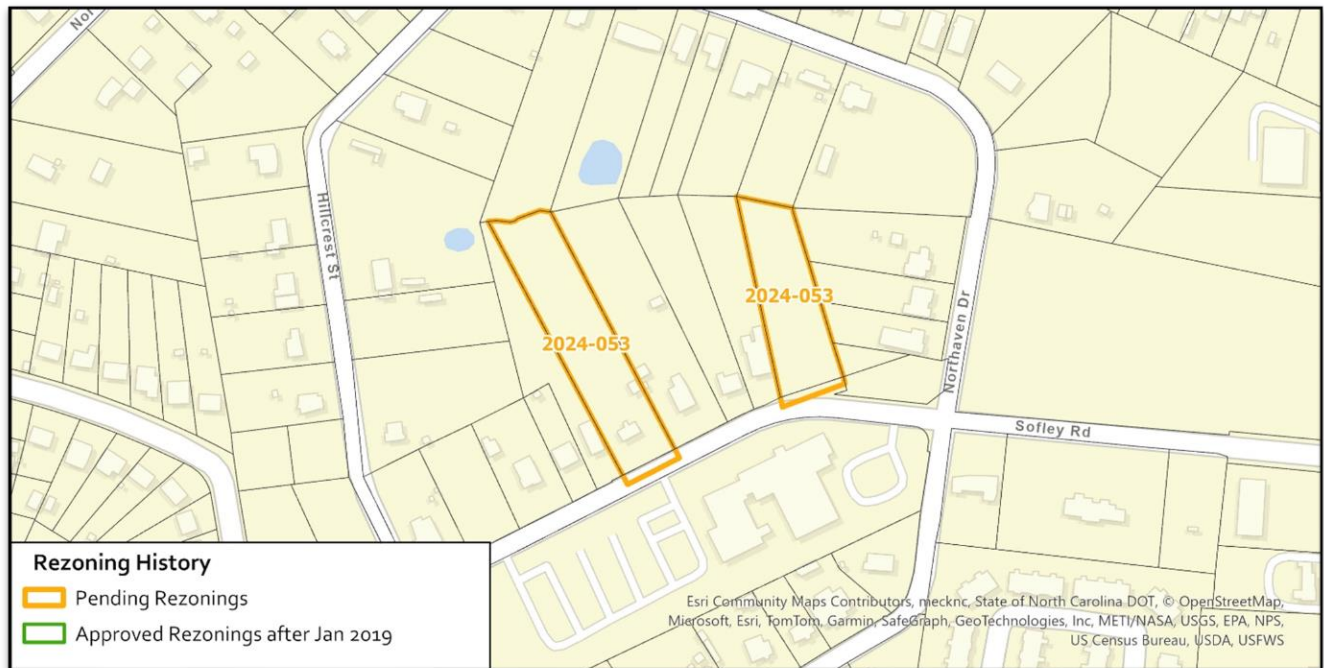 Nor
Hillcrest St
2024-053
2024-053
Northaven Dr
Sofley Rd
Rezoning History
Pending Rezonings
Approved Rezonings after Jan 2019
Esri Community Maps Contributors, mecknc, State of North Carolina DOT, © OpenStreetMap,
Microsoft, Esri, TomTom, Garmin, SafeGraph, GeoTechnologies, Inc, METI/NASA, USGS, EPA, NPS,
US Census Bureau, USDA, USFWS